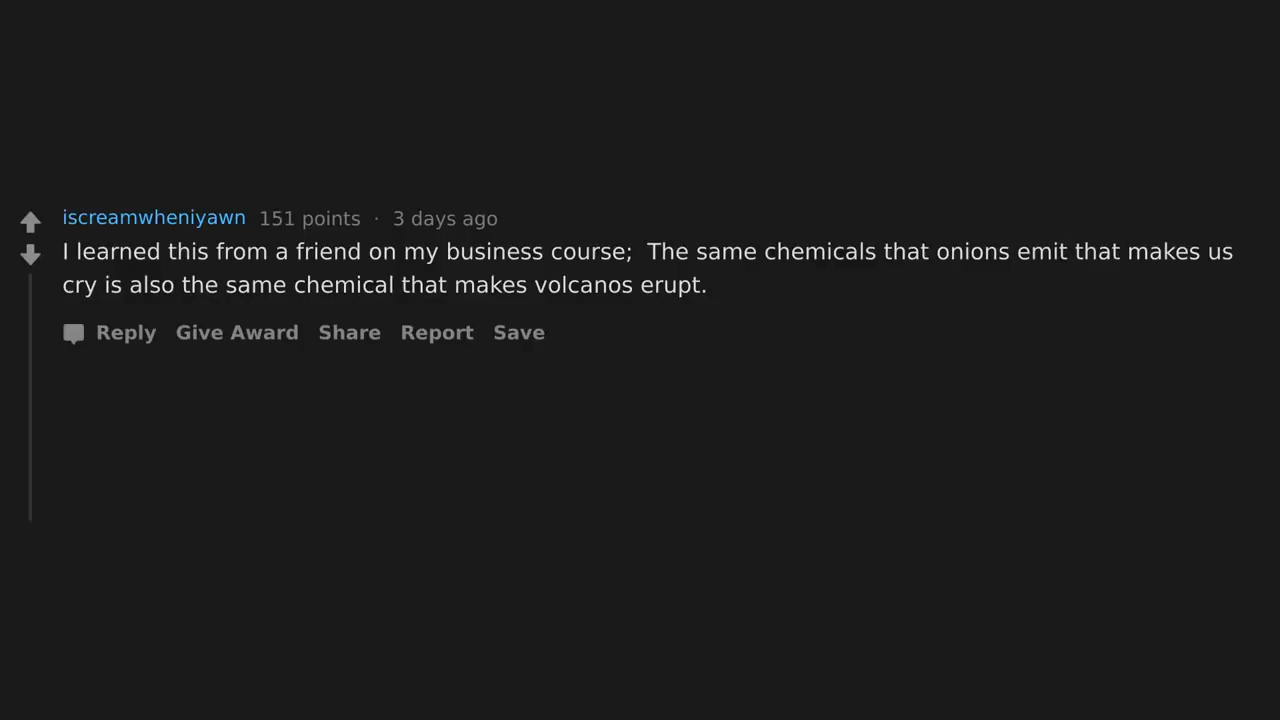 iscreamwheniyawn 151 points · 3 days ago
I learned this from a friend on my business course;  The same chemicals that onions emit that makes us
cry is also the same chemical that makes volcanos erupt.
Reply Give Award Share Report Save